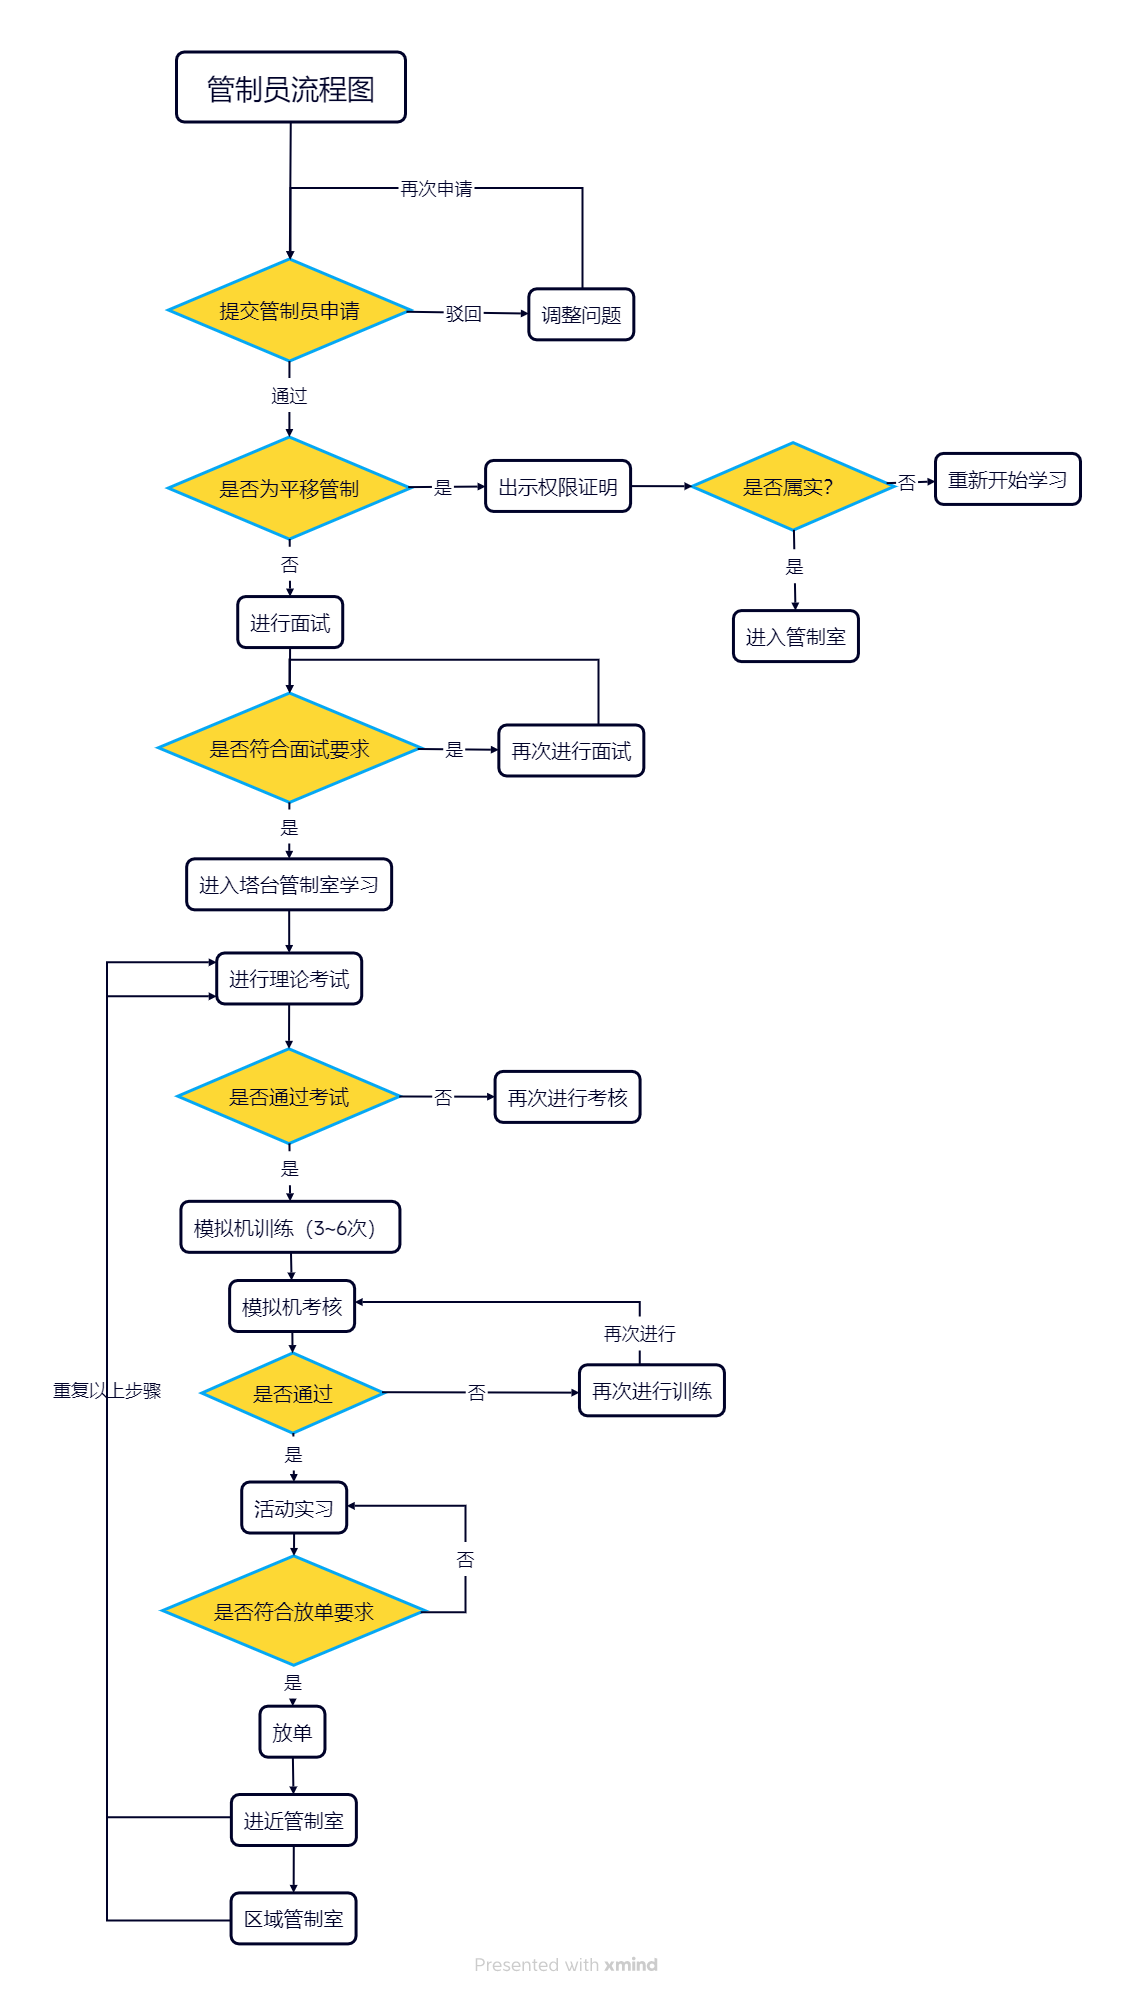 管制员流程图
再次申请
提交管制员申请
驳回
调整问题
通过
是否为平移管制
是
出示权限证明
是否属实?
否
重新开始学习
否
是
进行面试
进入管制室
是否符合面试要求
是
再次进行面试
是
进入塔台管制室学习
进行理论考试
是否通过考试
否
再次进行考核
是
模拟机训练（3~6次）
模拟机考核
再次进行
重复以上步骤
是否通过
否
再次进行训练
是
活动实习
否
是否符合放单要求
是
放单
进近管制室
区域管制室
Presented with xmind